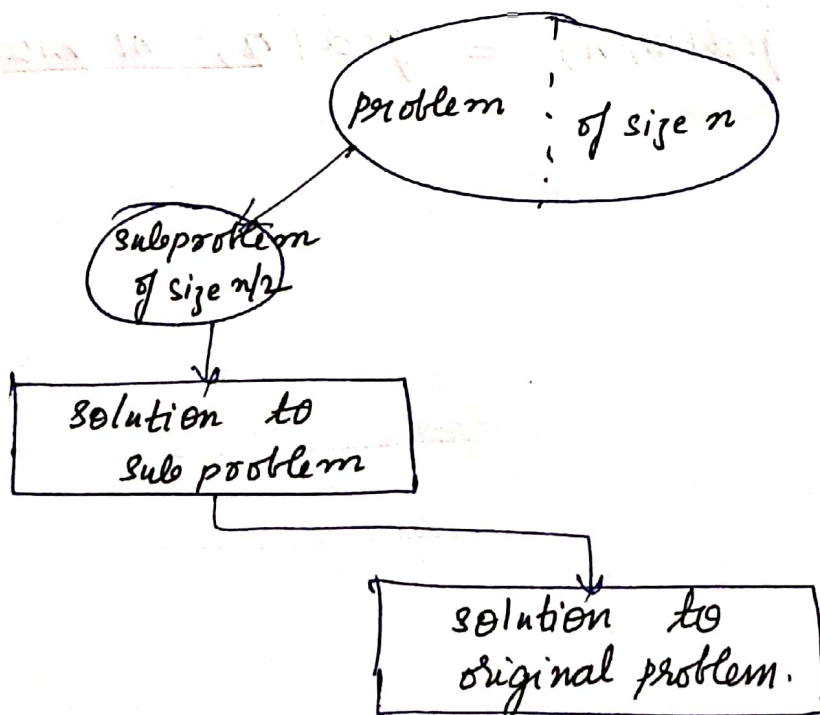 problem of size n
subproblem
of size n/2
solution to
sub problem
solution to
original problem.